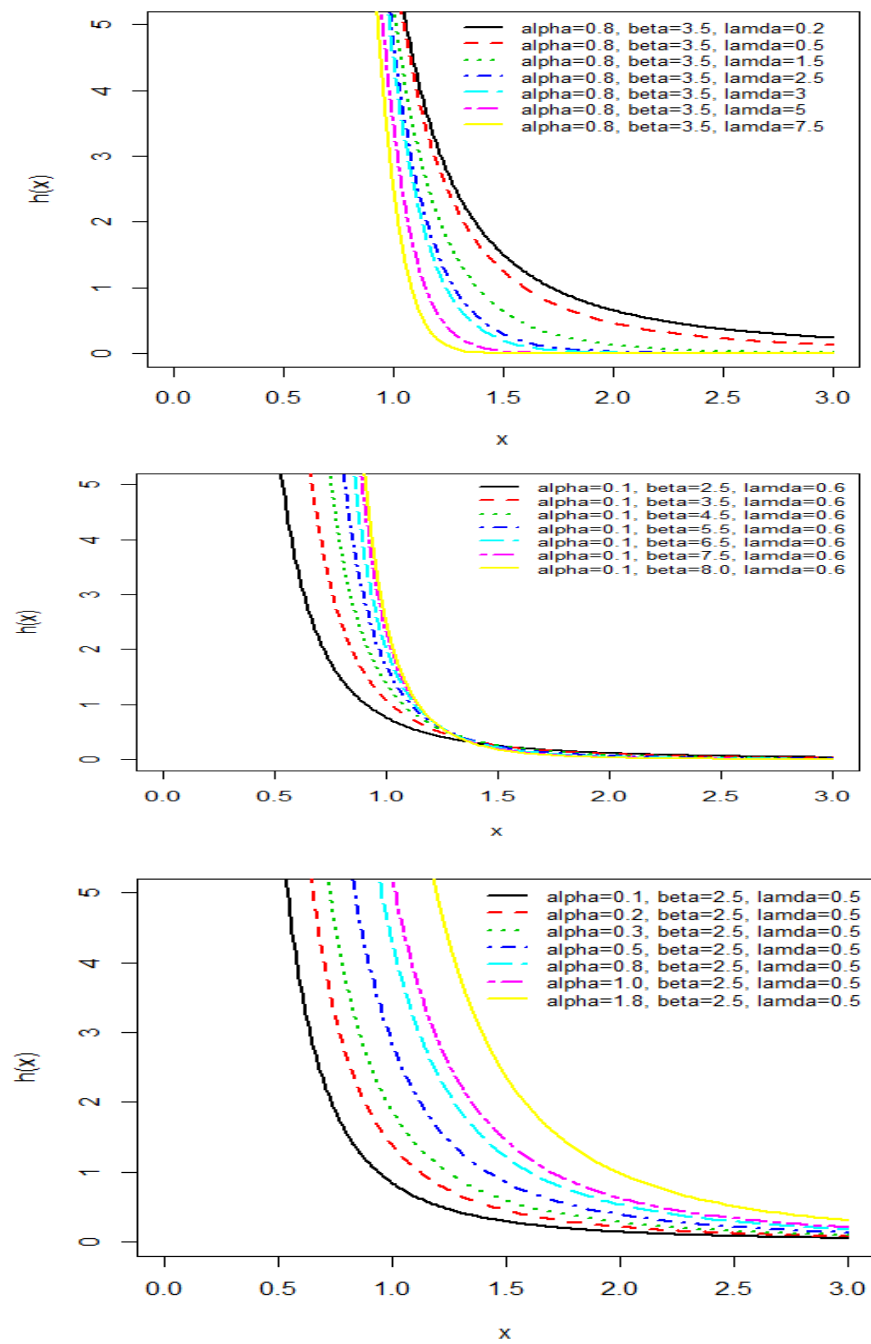 alpha=0.8, beta=3.5, lamda=0.2
alpha=0.8, beta=3.5, lamda=0.5
alpha=0.8, beta=3.5, lamda=1.5
alpha=0.8, beta=3.5, lamda=2.5
alpha=0.8, beta=3.5, lamda=3
alpha=0.8, beta=3.5, lamda=5
alpha=0.8, beta=3.5, lamda=7.5
h(x)
5
4
3
2
1
0
0.0 0.5 1.0 1.5 2.0 2.5 3.0
x
alpha=0.1, beta=2.5, lamda=0.6
alpha=0.1, beta=3.5, lamda=0.6
alpha=0.1, beta=4.5, lamda=0.6
alpha=0.1, beta=5.5, lamda=0.6
alpha=0.1, beta=6.5, lamda=0.6
alpha=0.1, beta=7.5, lamda=0.6
alpha=0.1, beta=8.0, lamda=0.6
h(x)
5
4
3
2
1
0
0.0 0.5 1.0 1.5 2.0 2.5 3.0
x
alpha=0.1, beta=2.5, lamda=0.5
alpha=0.2, beta=2.5, lamda=0.5
alpha=0.3, beta=2.5, lamda=0.5
alpha=0.5, beta=2.5, lamda=0.5
alpha=0.8, beta=2.5, lamda=0.5
alpha=1.0, beta=2.5, lamda=0.5
alpha=1.8, beta=2.5, lamda=0.5
h(x)
5
4
3
2
1
0
0.0 0.5 1.0 1.5 2.0 2.5 3.0
x